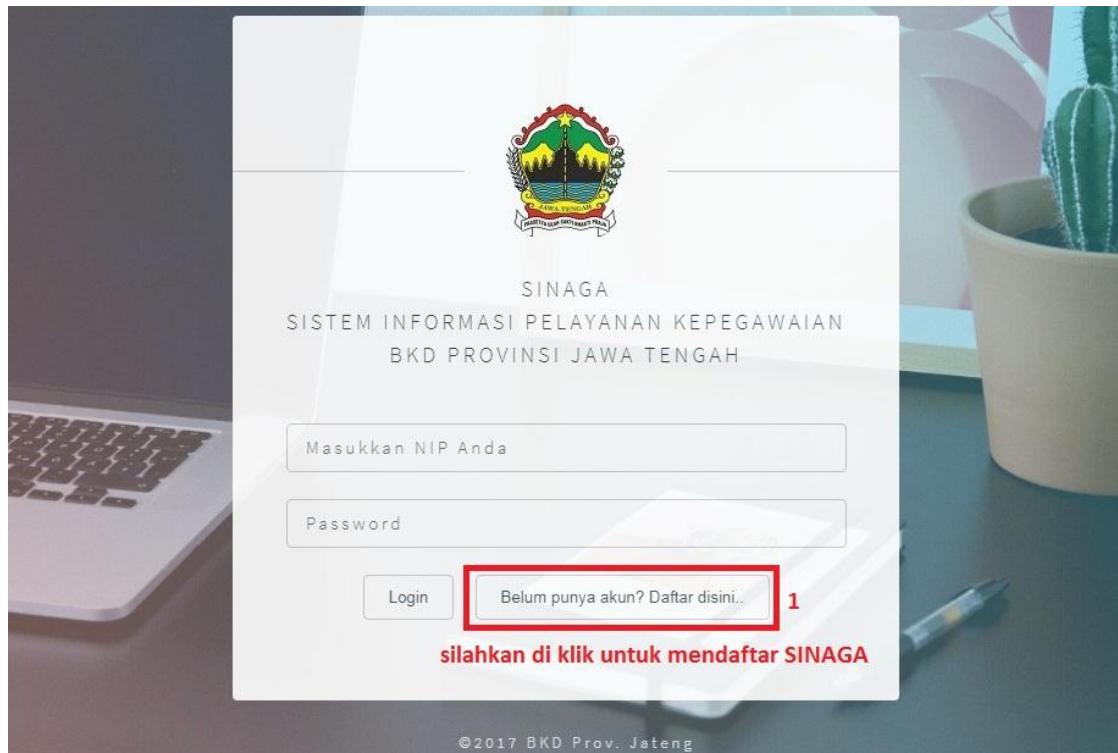 JAWA TENGAH
SINAGA
SISTEM INFORMASI PELAYANAN KEPEGAWAIAN
BKD PROVINSI JAWA TENGAH
Masukkan NIP Anda
Password
Login
Belum punya akun? Daftar disini..
1
silahkan di klik untuk mendaftar SINAGA
©2017 BKD Prov. Jateng